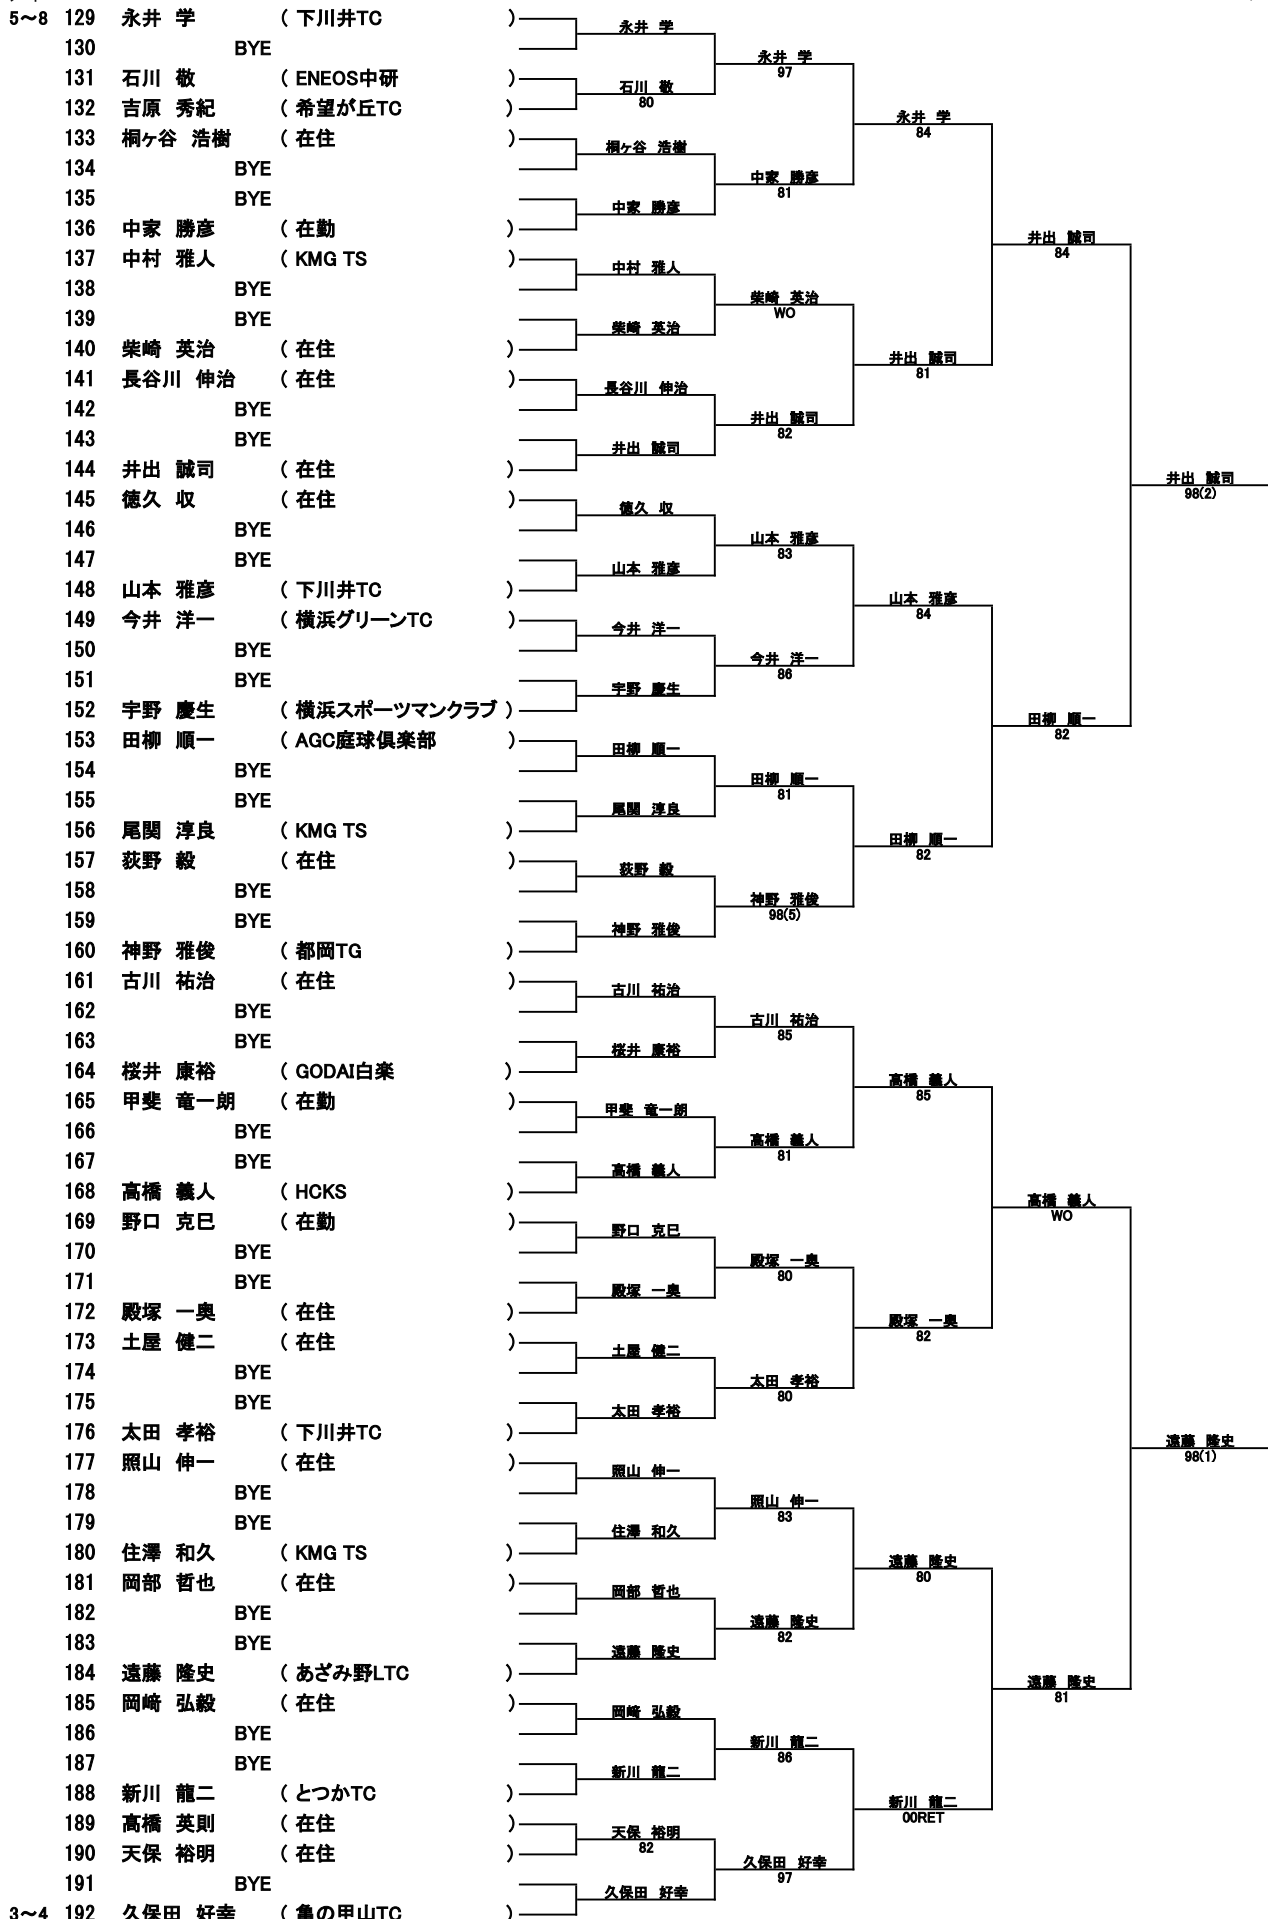 5～8 129 永井 学 ( 下川井TC )
130 BYE
131 石川 敬 ( ENEOS中研 )
132 吉原 秀紀 ( 希望が丘TC )
133 桐ヶ谷 浩樹 ( 在住 )
134 BYE
135 BYE
136 中家 勝彦 ( 在勤 )
137 中村 雅人 ( KMG TS )
138 BYE
139 BYE
140 柴崎 英治 ( 在住 )
141 長谷川 伸治 ( 在住 )
142 BYE
143 BYE
144 井出 誠司 ( 在住 )
145 徳久 収 ( 在住 )
146 BYE
147 BYE
148 山本 雅彦 ( 下川井TC )
149 今井 洋一 ( 横浜グリーンTC )
150 BYE
151 BYE
152 宇野 慶生 ( 横浜スポーツマンクラブ )
153 田柳 順一 ( AGC庭球倶楽部 )
154 BYE
155 BYE
156 尾関 淳良 ( KMG TS )
157 荻野 毅 ( 在住 )
158 BYE
159 BYE
160 神野 雅俊 ( 都岡TG )
161 古川 祐治 ( 在住 )
162 BYE
163 BYE
164 桜井 康裕 ( GODAI白楽 )
165 甲斐 竜一朗 ( 在勤 )
166 BYE
167 BYE
168 高橋 義人 ( HCKS )
169 野口 克巳 ( 在勤 )
170 BYE
171 BYE
172 殿塚 一奥 ( 在住 )
173 土屋 健二 ( 在住 )
174 BYE
175 BYE
176 太田 孝裕 ( 下川井TC )
177 照山 伸一 ( 在住 )
178 BYE
179 BYE
180 住澤 和久 ( KMG TS )
181 岡部 哲也 ( 在住 )
182 BYE
183 BYE
184 遠藤 隆史 ( あざみ野LTC )
185 岡﨑 弘毅 ( 在住 )
186 BYE
187 BYE
188 新川 龍二 ( とつかTC )
189 高橋 英則 ( 在住 )
190 天保 裕明 ( 在住 )
191 BYE
3～4 192 久保田 好幸 ( 亀の甲山TC )
永井 学
石川 敬
80
桐ヶ谷 浩樹
中家 勝彦
中村 雅人
柴崎 英治
長谷川 伸治
井出 誠司
徳久 収
山本 雅彦
今井 洋一
宇野 慶生
田柳 順一
尾関 淳良
荻野 毅
神野 雅俊
古川 祐治
桜井 康裕
甲斐 竜一朗
高橋 義人
野口 克巳
殿塚 一奥
土屋 健二
太田 孝裕
照山 伸一
住澤 和久
岡部 哲也
遠藤 隆史
岡﨑 弘毅
新川 龍二
天保 裕明
82
久保田 好幸
永井 学
97
中家 勝彦
81
柴崎 英治
WO
井出 誠司
82
山本 雅彦
83
今井 洋一
86
田柳 順一
81
神野 雅俊
98(5)
古川 祐治
85
高橋 義人
81
殿塚 一奥
80
太田 孝裕
80
照山 伸一
83
遠藤 隆史
82
新川 龍二
86
久保田 好幸
97
永井 学
84
井出 誠司
81
山本 雅彦
84
田柳 順一
82
高橋 義人
85
殿塚 一奥
82
遠藤 隆史
80
新川 龍二
00RET
井出 誠司
84
田柳 順一
82
高橋 義人
WO
遠藤 隆史
81
井出 誠司
98(2)
遠藤 隆史
98(1)